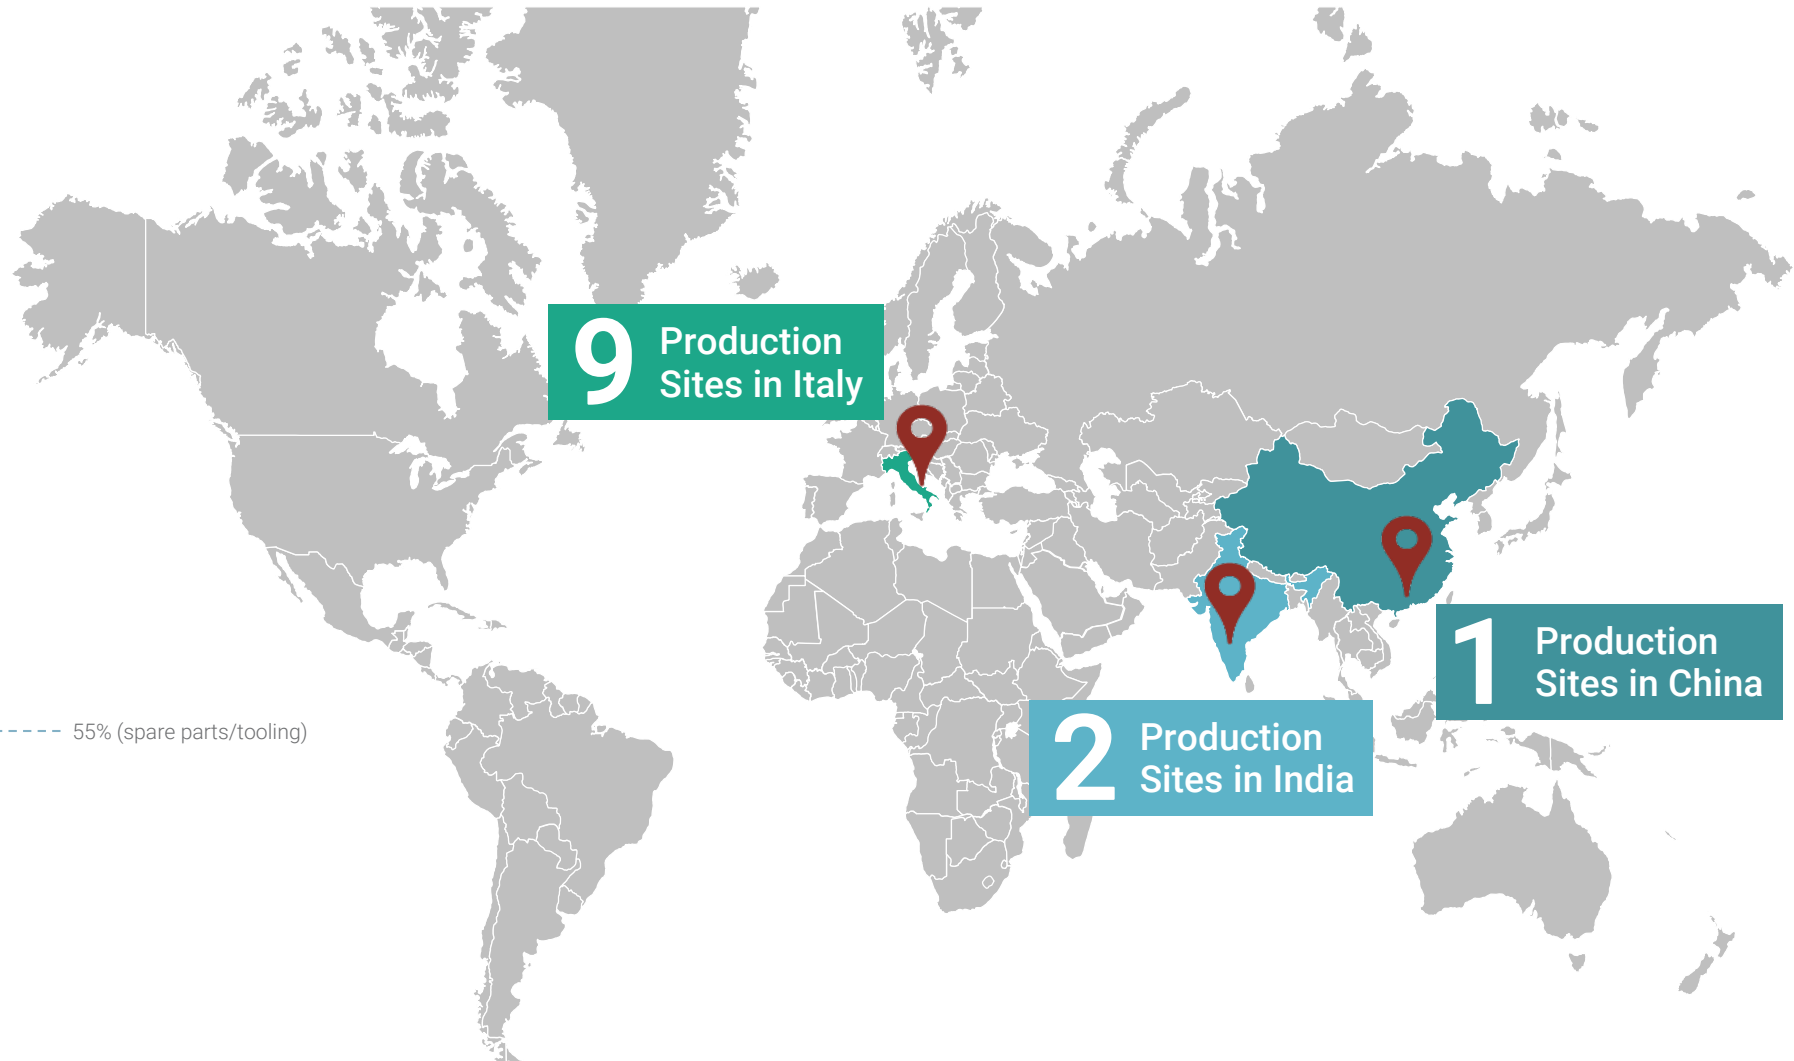 9
Production
Sites in Italy
1
Production
Sites in China
2
Production
Sites in India
55% (spare parts/tooling)